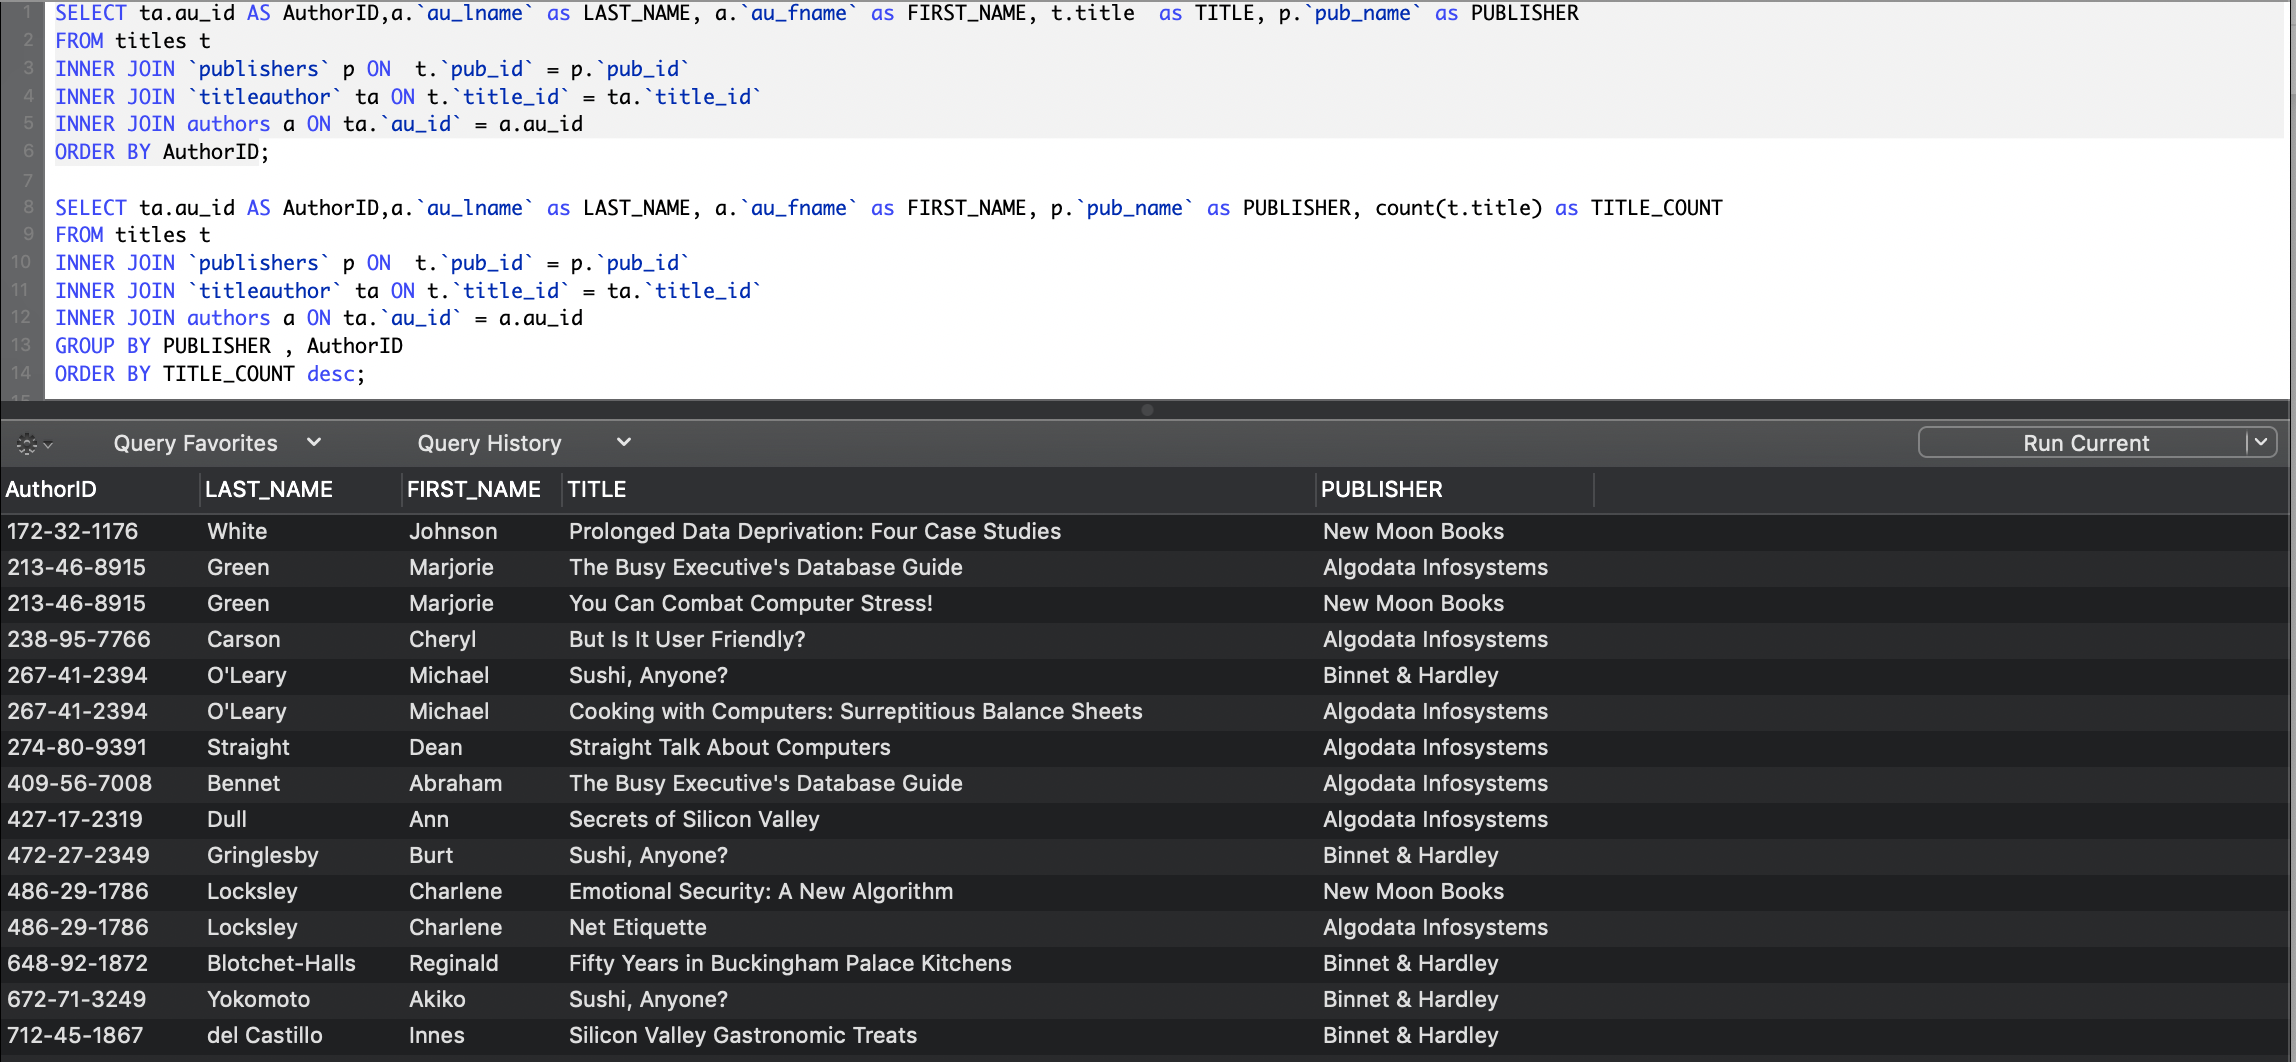 1 SELECT ta.au_id AS AuthorID,a.`au_lname` as LAST_NAME, a.`au_fname` as FIRST_NAME, t.title  as TITLE, p.`pub_name` as PUBLISHER
2 FROM titles t
3 INNER JOIN `publishers` p ON  t.`pub_id` = p.`pub_id`
4 INNER JOIN `titleauthor` ta ON t.`title_id` = ta.`title_id`
5 INNER JOIN authors a ON ta.`au_id` = a.au_id
6 ORDER BY AuthorID;
7
8 SELECT ta.au_id AS AuthorID,a.`au_lname` as LAST_NAME, a.`au_fname` as FIRST_NAME, p.`pub_name` as PUBLISHER, count(t.title) as TITLE_COUNT
9 FROM titles t
10 INNER JOIN `publishers` p ON  t.`pub_id` = p.`pub_id`
11 INNER JOIN `titleauthor` ta ON t.`title_id` = ta.`title_id`
12 INNER JOIN authors a ON ta.`au_id` = a.au_id
13 GROUP BY PUBLISHER , AuthorID
14 ORDER BY TITLE_COUNT desc;
15
Query Favorites Query History Run Current
AuthorID LAST_NAME FIRST_NAME TITLE PUBLISHER
172-32-1176 White Johnson Prolonged Data Deprivation: Four Case Studies New Moon Books
213-46-8915 Green Marjorie The Busy Executive's Database Guide Algodata Infosystems
213-46-8915 Green Marjorie You Can Combat Computer Stress! New Moon Books
238-95-7766 Carson Cheryl But Is It User Friendly? Algodata Infosystems
267-41-2394 O'Leary Michael Sushi, Anyone? Binnet & Hardley
267-41-2394 O'Leary Michael Cooking with Computers: Surreptitious Balance Sheets Algodata Infosystems
274-80-9391 Straight Dean Straight Talk About Computers Algodata Infosystems
409-56-7008 Bennet Abraham The Busy Executive's Database Guide Algodata Infosystems
427-17-2319 Dull Ann Secrets of Silicon Valley Algodata Infosystems
472-27-2349 Gringlesby Burt Sushi, Anyone? Binnet & Hardley
486-29-1786 Locksley Charlene Emotional Security: A New Algorithm New Moon Books
486-29-1786 Locksley Charlene Net Etiquette Algodata Infosystems
648-92-1872 Blotchet-Halls Reginald Fifty Years in Buckingham Palace Kitchens Binnet & Hardley
672-71-3249 Yokomoto Akiko Sushi, Anyone? Binnet & Hardley
712-45-1867 del Castillo Innes Silicon Valley Gastronomic Treats Binnet & Hardley